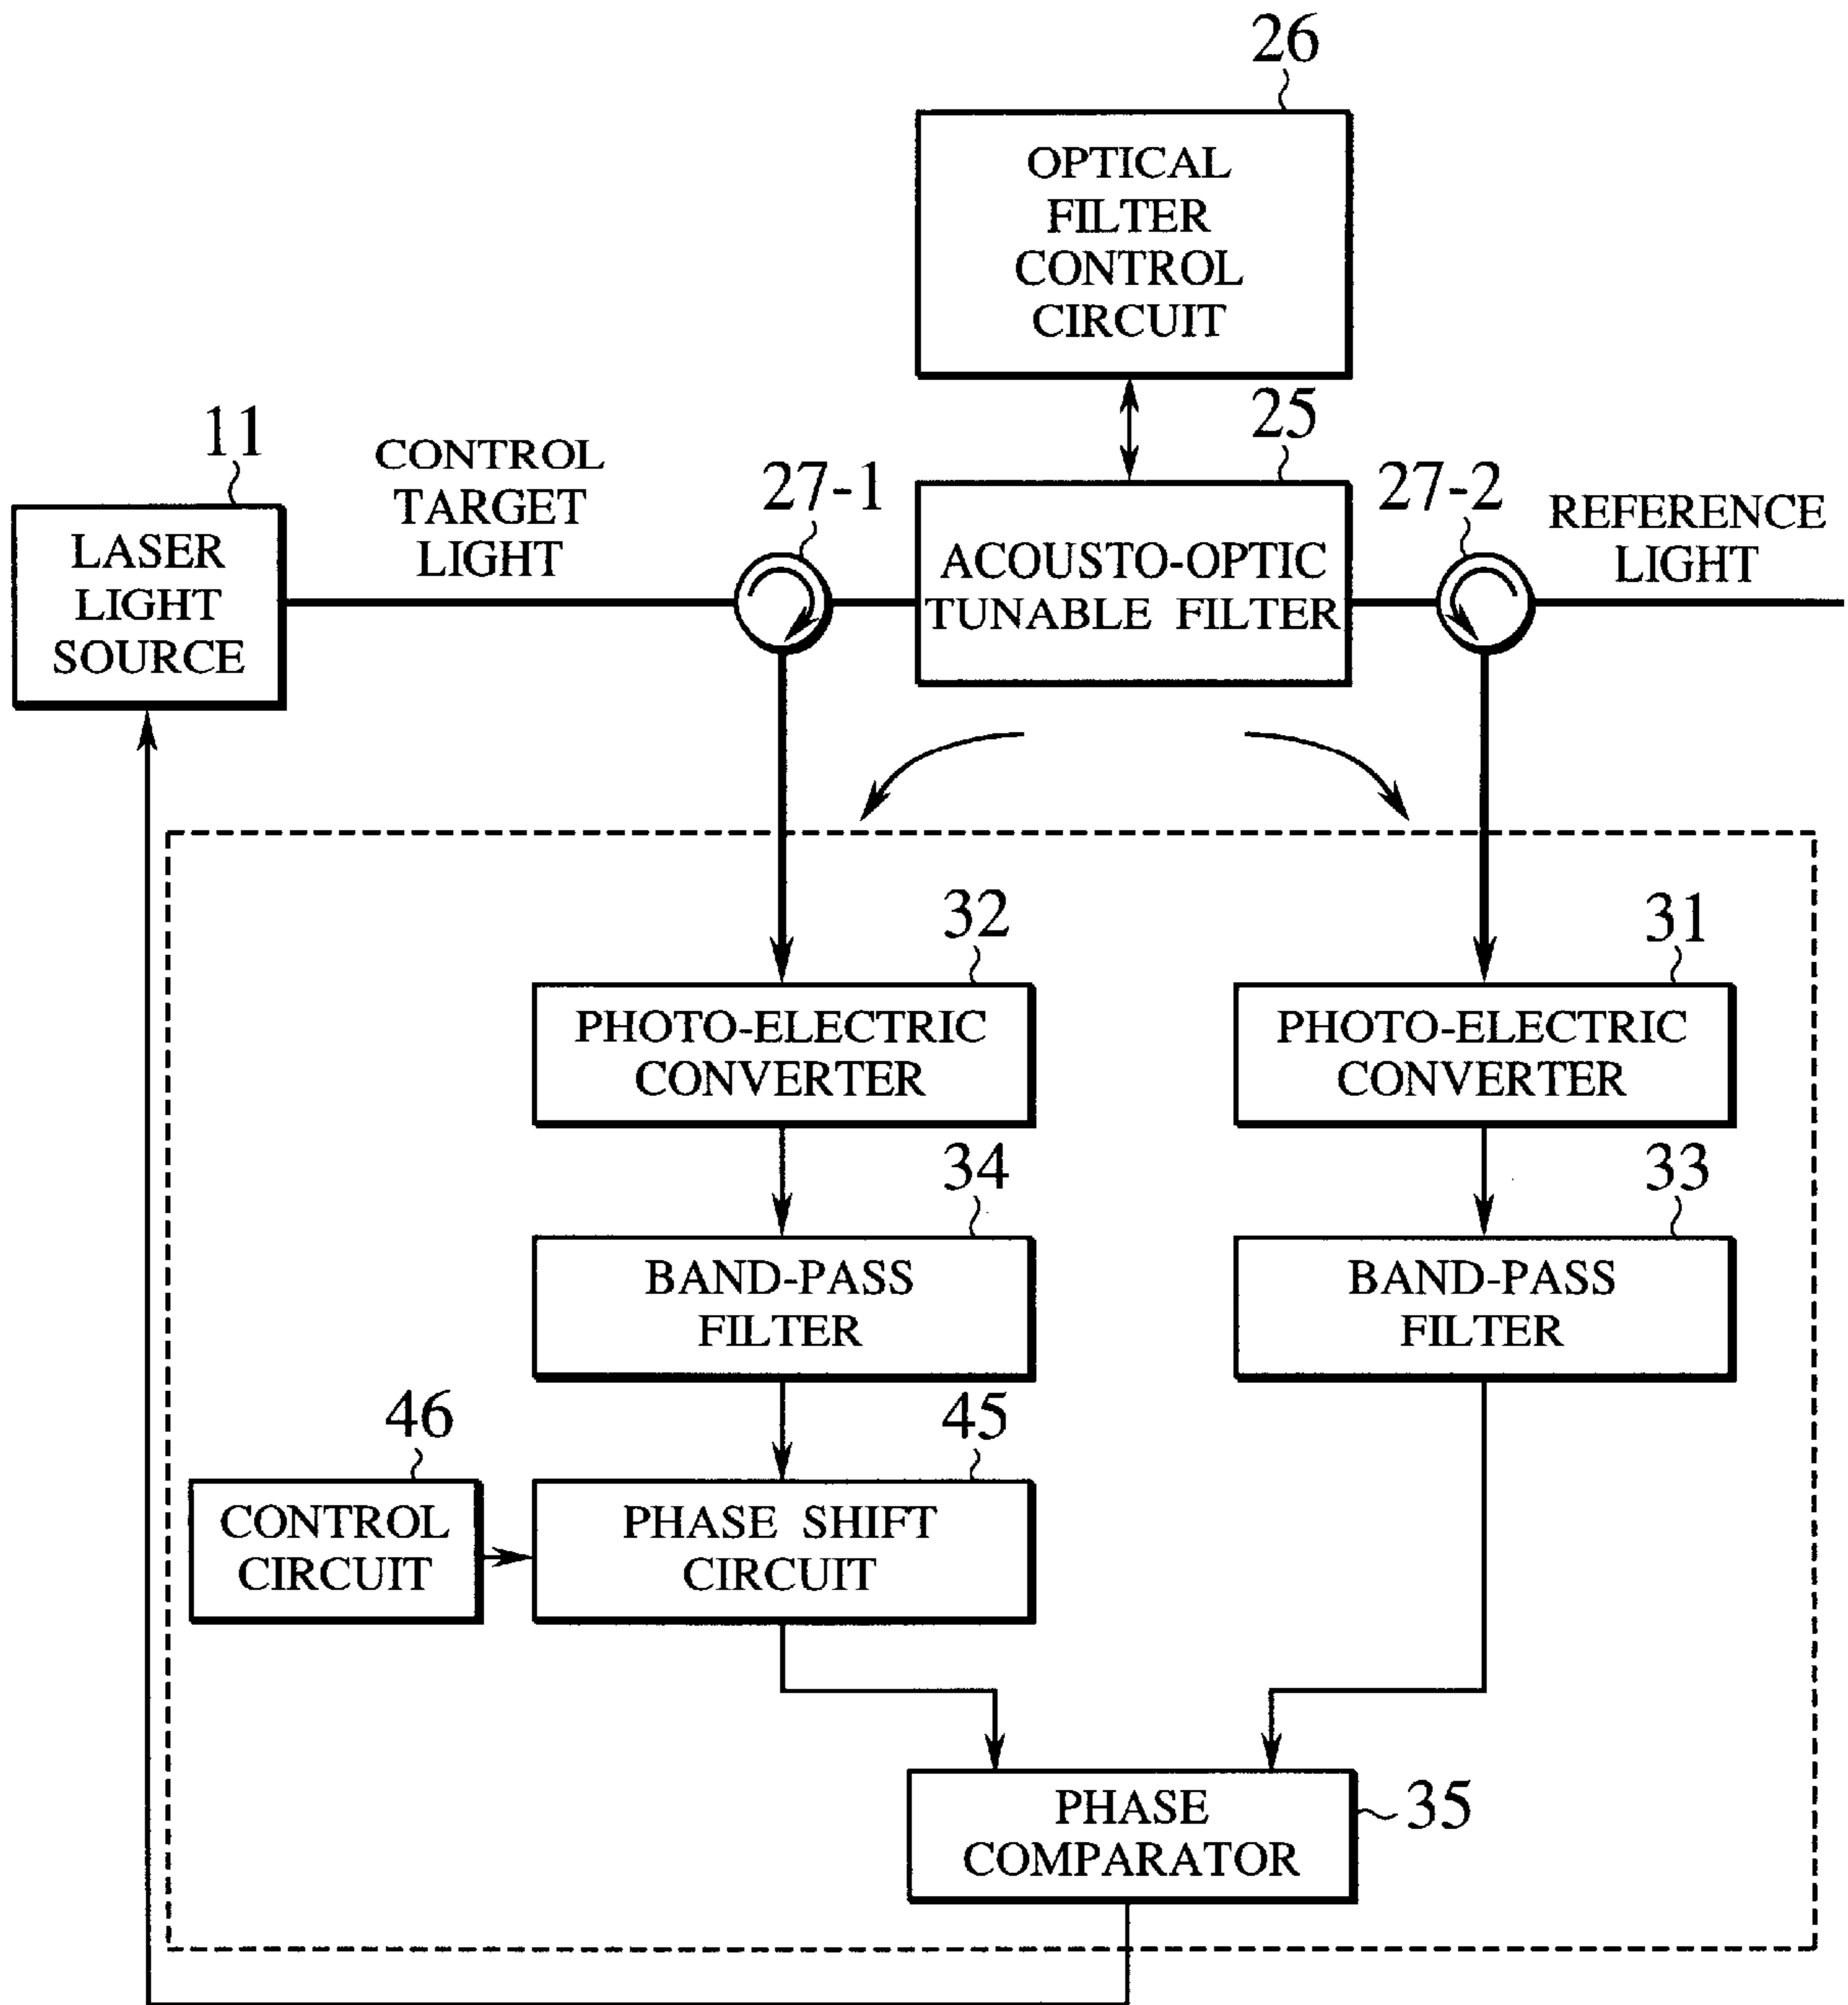 26
OPTICAL
FILTER
CONTROL
CIRCUIT
11
CONTROL
TARGET
LIGHT
27-1
25
27-2
REFERENCE
LIGHT
LASER
LIGHT
SOURCE
ACOUSTO-OPTIC
TUNABLE FILTER
32
31
PHOTO-ELECTRIC
CONVERTER
PHOTO-ELECTRIC
CONVERTER
34
33
BAND-PASS
FILTER
BAND-PASS
FILTER
46
45
CONTROL
CIRCUIT
PHASE SHIFT
CIRCUIT
PHASE
COMPARATOR
35